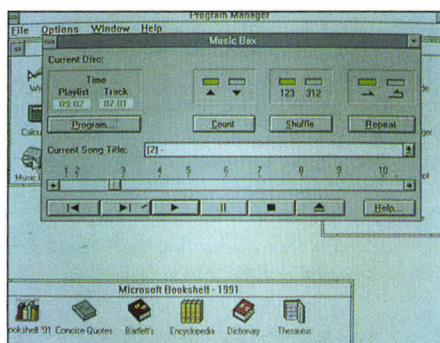 Program Manager
File Options Window Help
Music Box
Current Disc:
Time
Playlist Track
09:02 07:01
123 312
Program...
Count
Shuffle
Repeat
Current Song Title:
[2] -
1 2 3 4 5 6 7 8 9 10
Help...
Microsoft Bookshelf - 1991
ookshelf '91 Concise Quotes Bartlett's Encyclopedia Dictionary Thesaurus